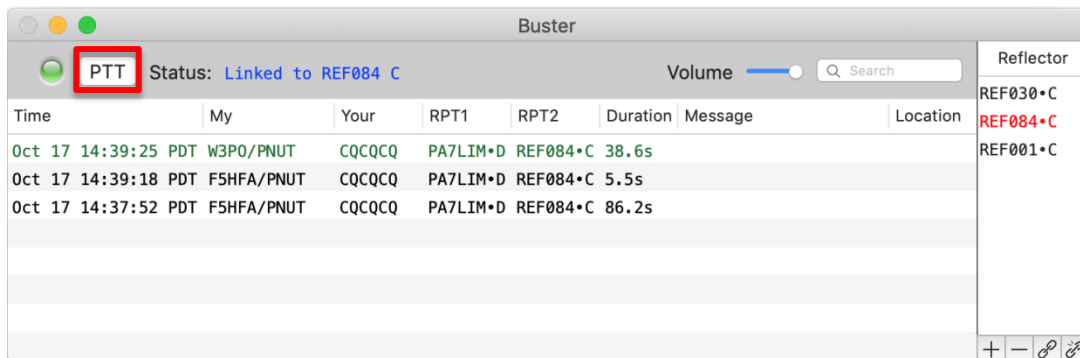 Buster
PTT Status: Linked to REF084 C Volume Search
Time My Your RPT1 RPT2 Duration Message Location
Oct 17 14:39:25 PDT W3PO/PNUT CQCQCQ PA7LIM•D REF084•C 38.6s
Oct 17 14:39:18 PDT F5HFA/PNUT CQCQCQ PA7LIM•D REF084•C 5.5s
Oct 17 14:37:52 PDT F5HFA/PNUT CQCQCQ PA7LIM•D REF084•C 86.2s
Reflector
REF030•C
REF084•C
REF001•C